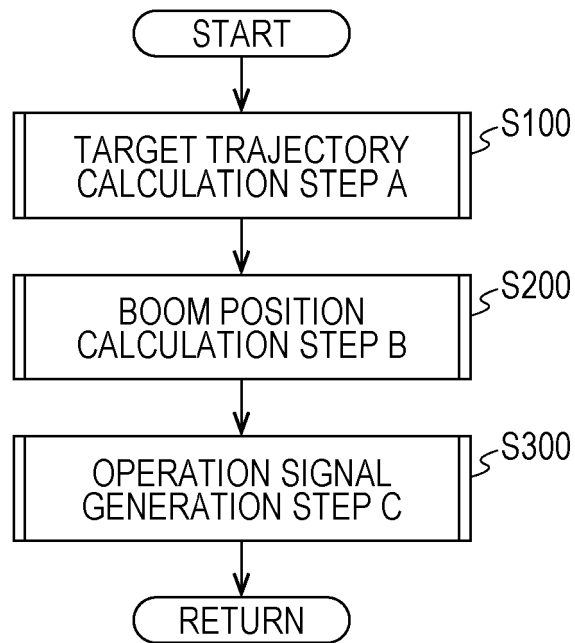 START
TARGET TRAJECTORY
CALCULATION STEP A
S100
BOOM POSITION
CALCULATION STEP B
S200
OPERATION SIGNAL
GENERATION STEP C
S300
RETURN